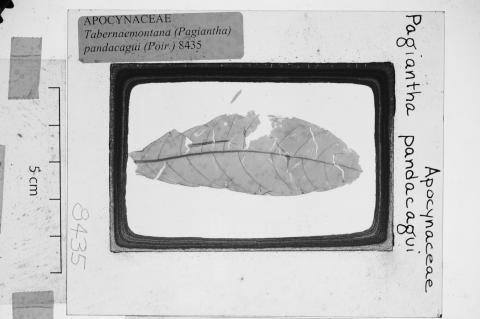 APOCYNACEAE
Tabernaemontana (Pagiantha)
pandacagui (Poir.) 8435
Apocynaceae
Pagiantha pandacagui
5 cm
8435